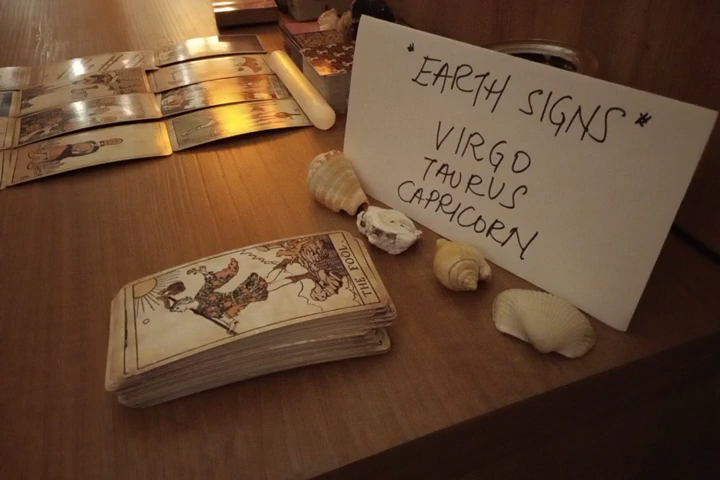 *EARTH SIGNS*
VIRGO
TAURUS
CAPRICORN
THE FOOL.